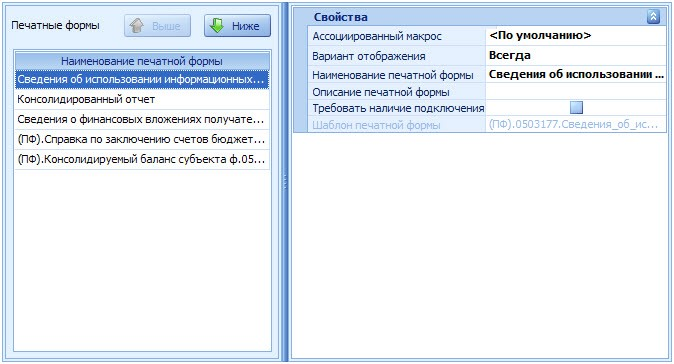 Печатные формы Выше Ниже
Наименование печатной формы
Сведения об использовании информационных...
Консолидированный отчет
Сведения о финансовых вложениях получате...
(ПФ).Справка по заключению счетов бюджет...
(ПФ).Консолидируемый баланс субъекта ф.05...
Свойства
Ассоциированный макрос <По умолчанию>
Вариант отображения Всегда
Наименование печатной формы Сведения об использовании ...
Описание печатной формы
Требовать наличие подключения
Шаблон печатной формы (ПФ).0503177.Сведения_об_ис...